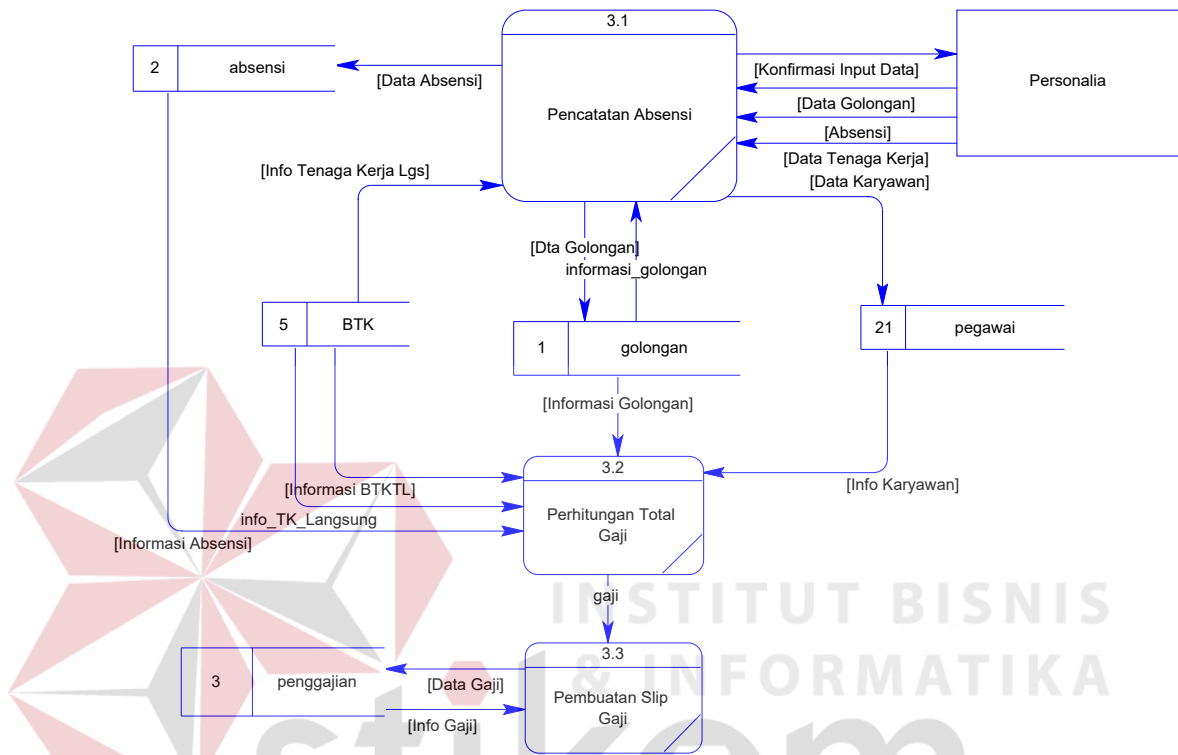 3.1
2
absensi
[Data Absensi]
Pencatatan Absensi
[Konfirmasi Input Data]
Personalia
[Data Golongan]
[Absensi]
[Data Tenaga Kerja]
[Info Tenaga Kerja Lgs]
[Data Karyawan]
[Dta Golongan]
informasi_golongan
5
BTK
1
golongan
21
pegawai
[Informasi Golongan]
3.2
[Informasi BTKTL]
[Info Karyawan]
info_TK_Langsung
Perhitungan Total
Gaji
[Informasi Absensi]
gaji
INSTITUT BISNIS
& INFORMATIKA
3.3
3
penggajian
[Data Gaji]
Pembuatan Slip
Gaji
[Info Gaji]
stikom